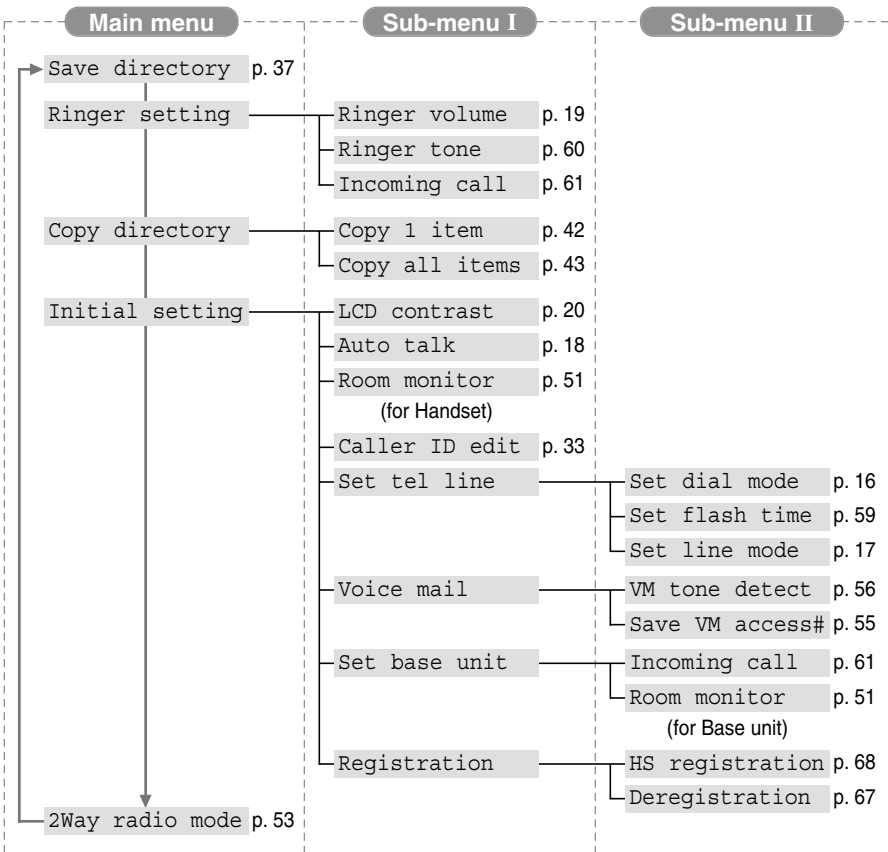 Main menu Sub-menu I Sub-menu II
Save directory p. 37
Ringer setting Ringer volume p. 19
Ringer tone p. 60
Incoming call p. 61
Copy directory Copy 1 item p. 42
Copy all items p. 43
Initial setting LCD contrast p. 20
Auto talk p. 18
Room monitor p. 51
(for Handset)
Caller ID edit p. 33
Set tel line Set dial mode p. 16
Set flash time p. 59
Set line mode p. 17
Voice mail VM tone detect p. 56
Save VM access# p. 55
Set base unit Incoming call p. 61
Room monitor p. 51
(for Base unit)
Registration HS registration p. 68
Deregistration p. 67
2Way radio mode p. 53